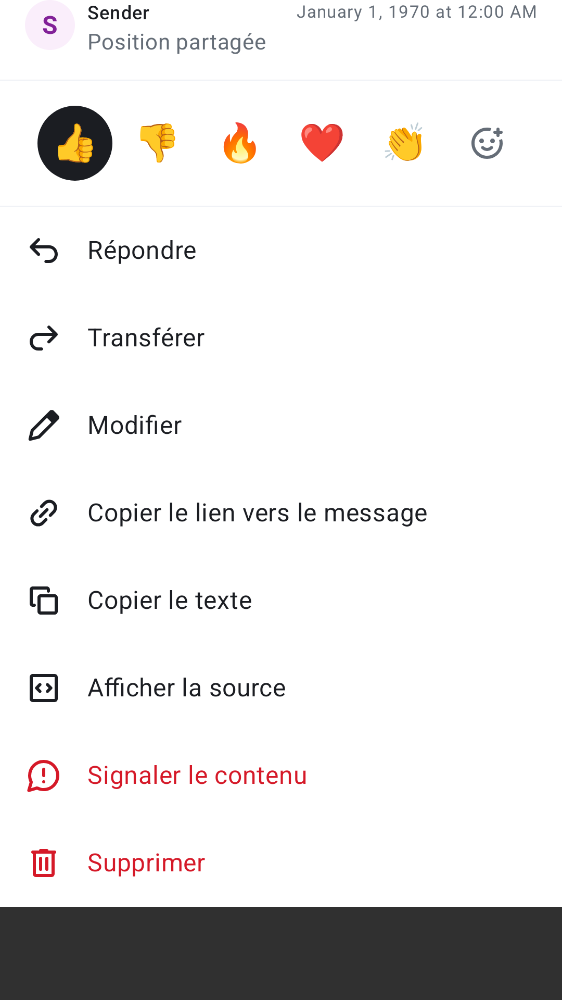 S
Sender
January 1, 1970 at 12:00 AM
Position partagée
Répondre
Transférer
Modifier
Copier le lien vers le message
Copier le texte
Afficher la source
Signaler le contenu
Supprimer